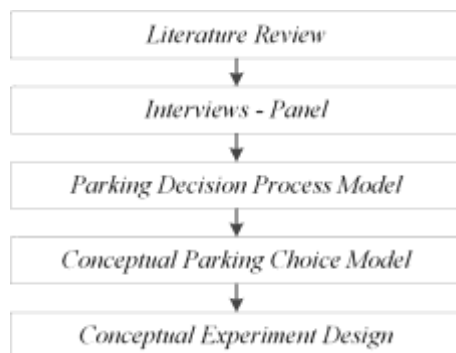 Literature Review
Interviews - Panel
Parking Decision Process Model
Conceptual Parking Choice Model
Conceptual Experiment Design